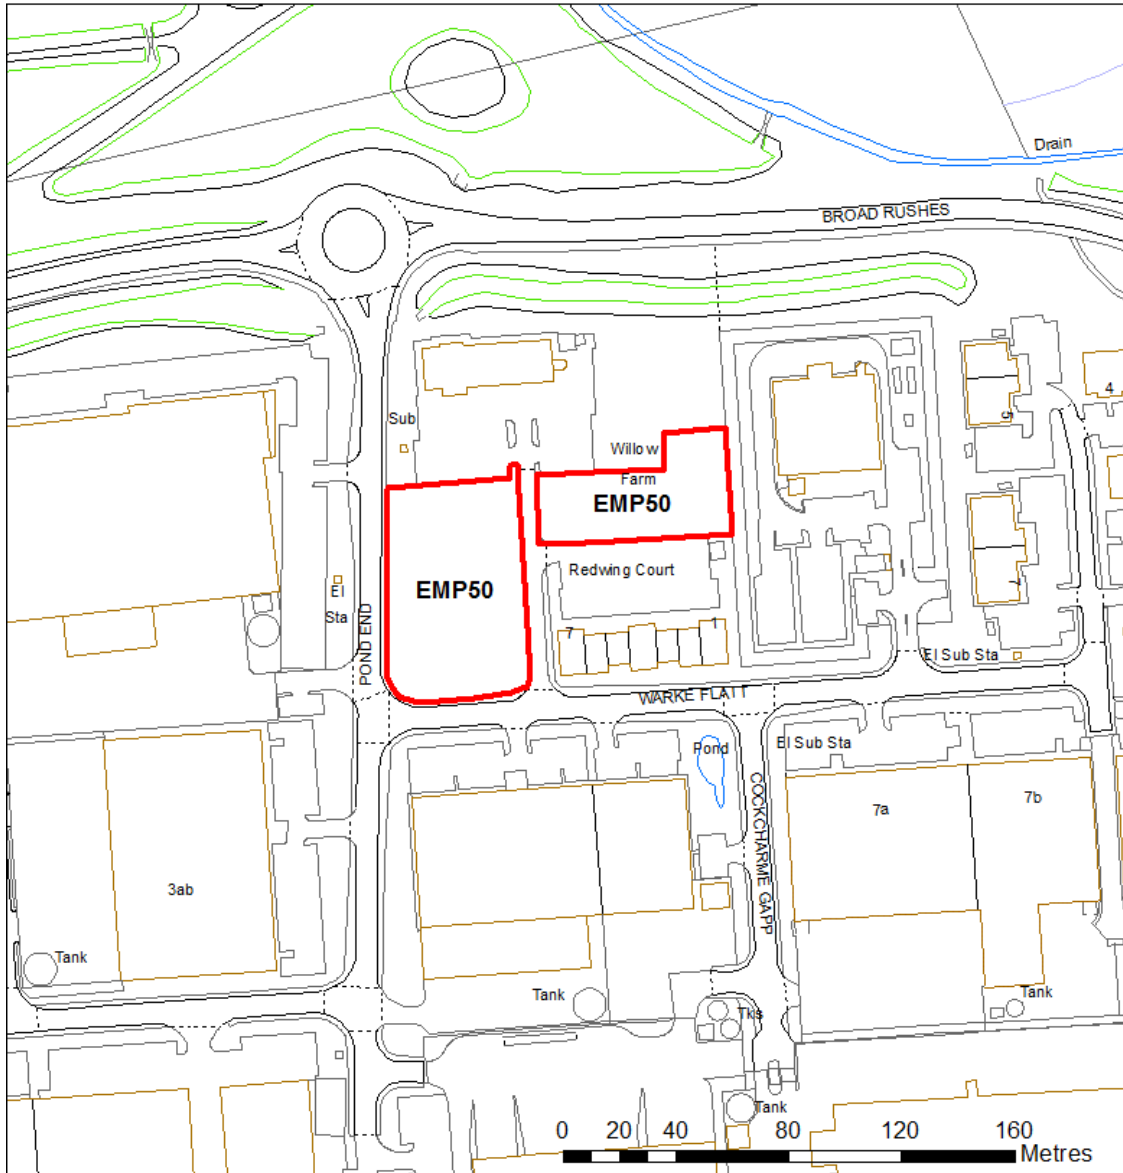 Drain
BROAD RUSHES
Sub
Willow
Farm
EMP50
EMP50
Redwing Court
El
Sta
POND END
7
1
5
4
7
El Sub Sta
WARKE FLATT
El Sub Sta
Pond
COCKCHARME GAPP
7a
7b
3ab
Tank
Tank
Tks
Tank
Tank
0 20 40 80 120 160
Metres